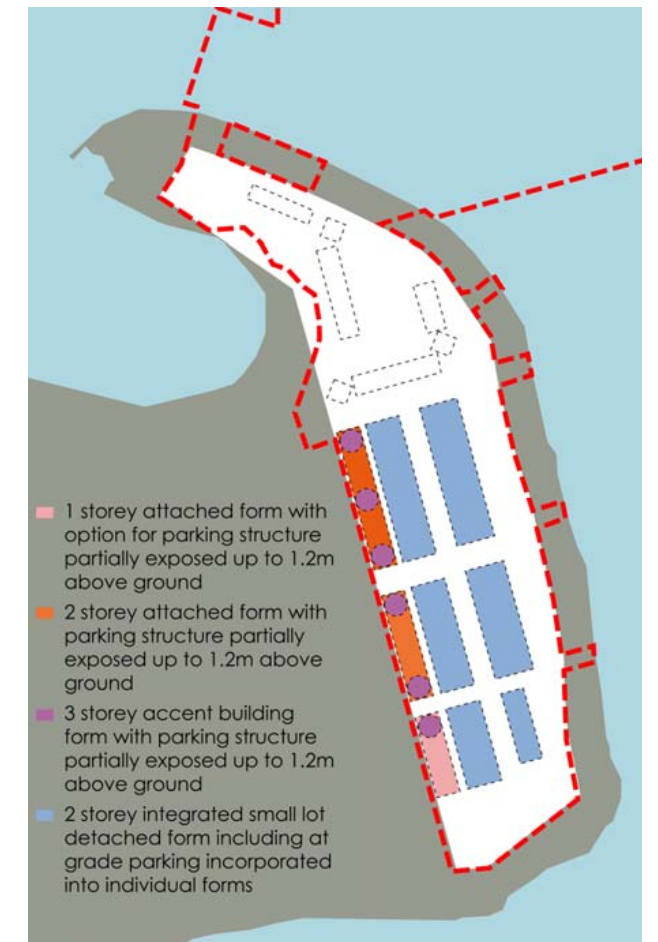 1 storey attached form with
option for parking structure
partially exposed up to 1.2m
above ground
2 storey attached form with
parking structure partially
exposed up to 1.2m above
ground
3 storey accent building
form with parking structure
partially exposed up to 1.2m
above ground
2 storey integrated small lot
detached form including at
grade parking incorporated
into individual forms